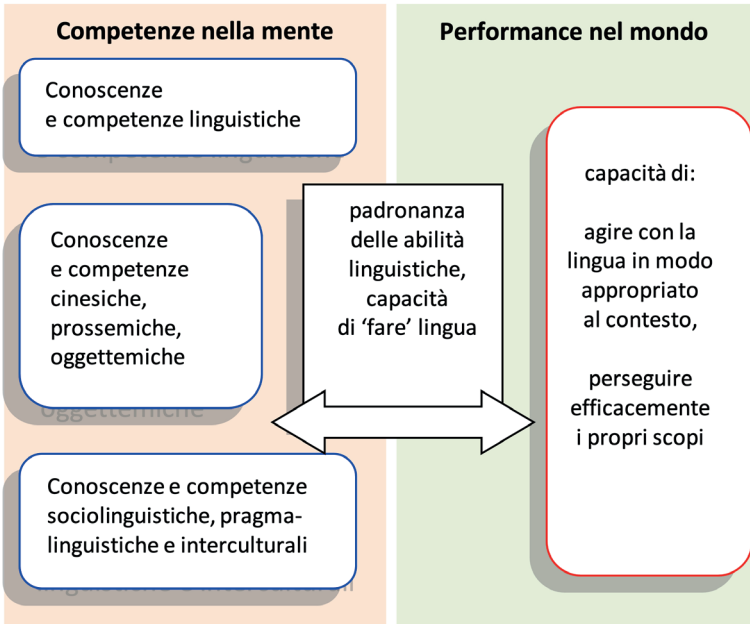 Competenze nella mente
Performance nel mondo
Conoscenze
e competenze linguistiche
Conoscenze
e competenze
cinesiche,
prossemiche,
oggettemiche
Conoscenze e competenze
sociolinguistiche, pragma-
linguistiche e interculturali
padronanza
delle abilità
linguistiche,
capacità
di ‘fare’ lingua
capacità di:
agire con la
lingua in modo
appropriato
al contesto,
perseguire
efficacemente
i propri scopi